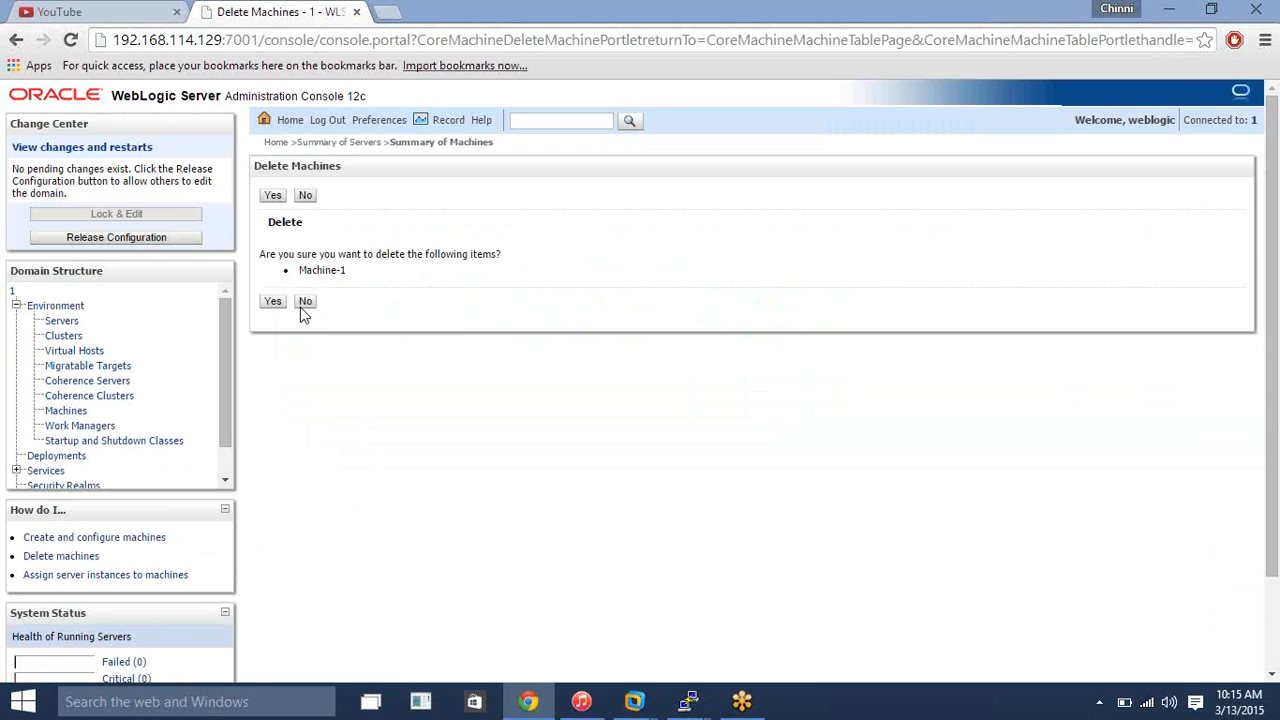 YouTube
Delete Machines - 1 - WLS
Chinni
192.168.114.129:7001/console/console.portal?CoreMachineDeleteMachinePortletreturnTo=CoreMachineMachineTablePage&CoreMachineMachineTablePortlethandle=
Apps
For quick access, place your bookmarks here on the bookmarks bar. Import bookmarks now...
ORACLE WebLogic Server Administration Console 12c
Change Center
View changes and restarts
No pending changes exist. Click the Release
Configuration button to allow others to edit
the domain.
Lock & Edit
Release Configuration
Domain Structure
1
Environment
Servers
Clusters
Virtual Hosts
Migratable Targets
Coherence Servers
Coherence Clusters
Machines
Work Managers
Startup and Shutdown Classes
Deployments
Services
Security Realms
How do I...
Create and configure machines
Delete machines
Assign server instances to machines
System Status
Health of Running Servers
Failed (0)
Critical (0)
Home Log Out Preferences Record Help
Welcome, weblogic Connected to: 1
Home >Summary of Servers >Summary of Machines
Delete Machines
Yes No
Delete
Are you sure you want to delete the following items?
Machine-1
Yes No
Search the web and Windows
10:15 AM
3/13/2015